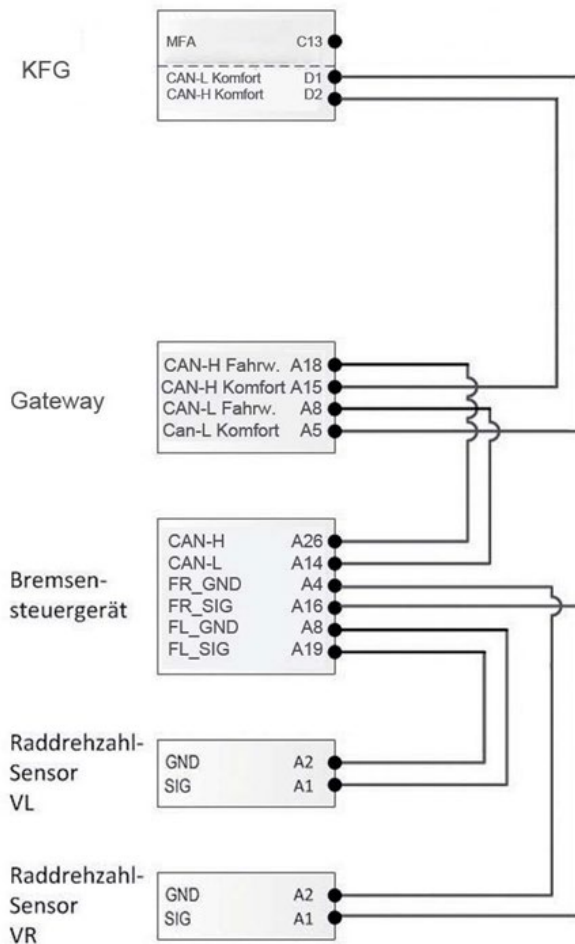 KFG
MFA C13
CAN-L Komfort D1
CAN-H Komfort D2
Gateway
CAN-H Fahrw. A18
CAN-H Komfort A15
CAN-L Fahrw. A8
Can-L Komfort A5
Bremsen-
steuergerät
CAN-H A26
CAN-L A14
FR_GND A4
FR_SIG A16
FL_GND A8
FL_SIG A19
Raddrehzahl-
Sensor
VL
GND A2
SIG A1
Raddrehzahl-
Sensor
VR
GND A2
SIG A1